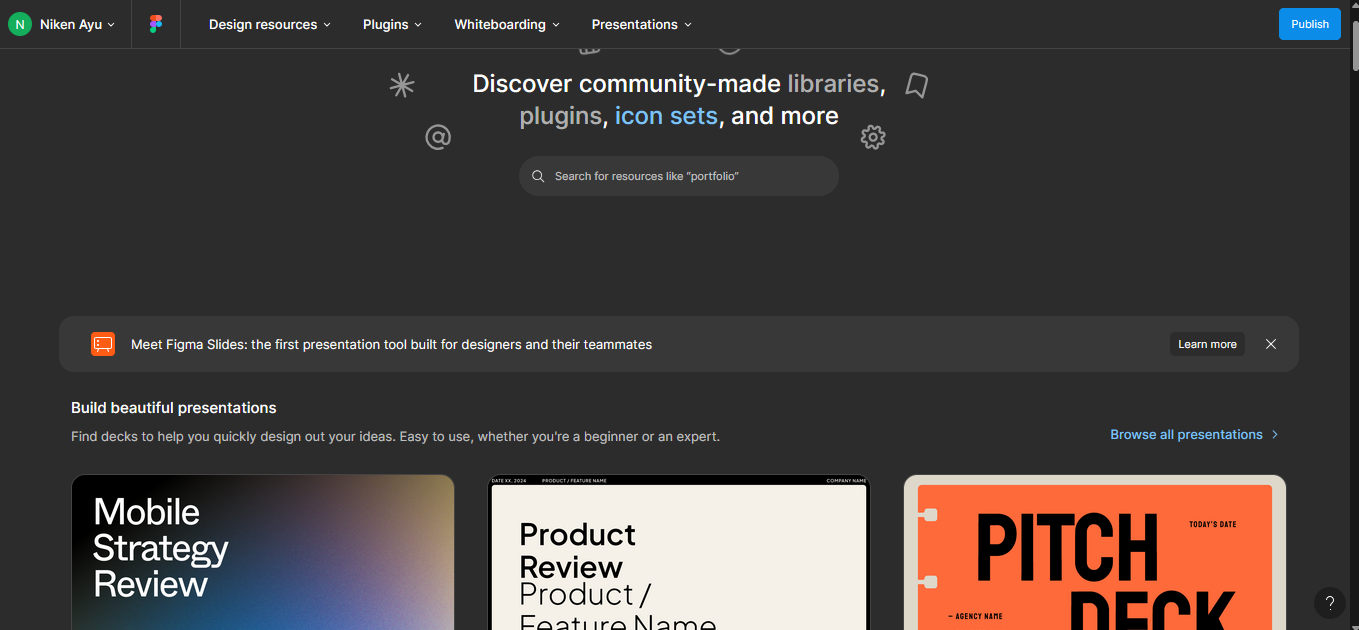 N Niken Ayu
Design resources
Plugins
Whiteboarding
Presentations
Publish
Discover community-made libraries,
plugins, icon sets, and more
Search for resources like "portfolio"
Meet Figma Slides: the first presentation tool built for designers and their teammates
Learn more
Build beautiful presentations
Find decks to help you quickly design out your ideas. Easy to use, whether you're a beginner or an expert.
Browse all presentations
Mobile
Strategy
Review
DATE XX, 2024
PRODUCT / FEATURE NAME
COMPANY NAME
Product
Review
Product /
Feature Name
PITCH
DECK
TODAY'S DATE
– AGENCY NAME
?